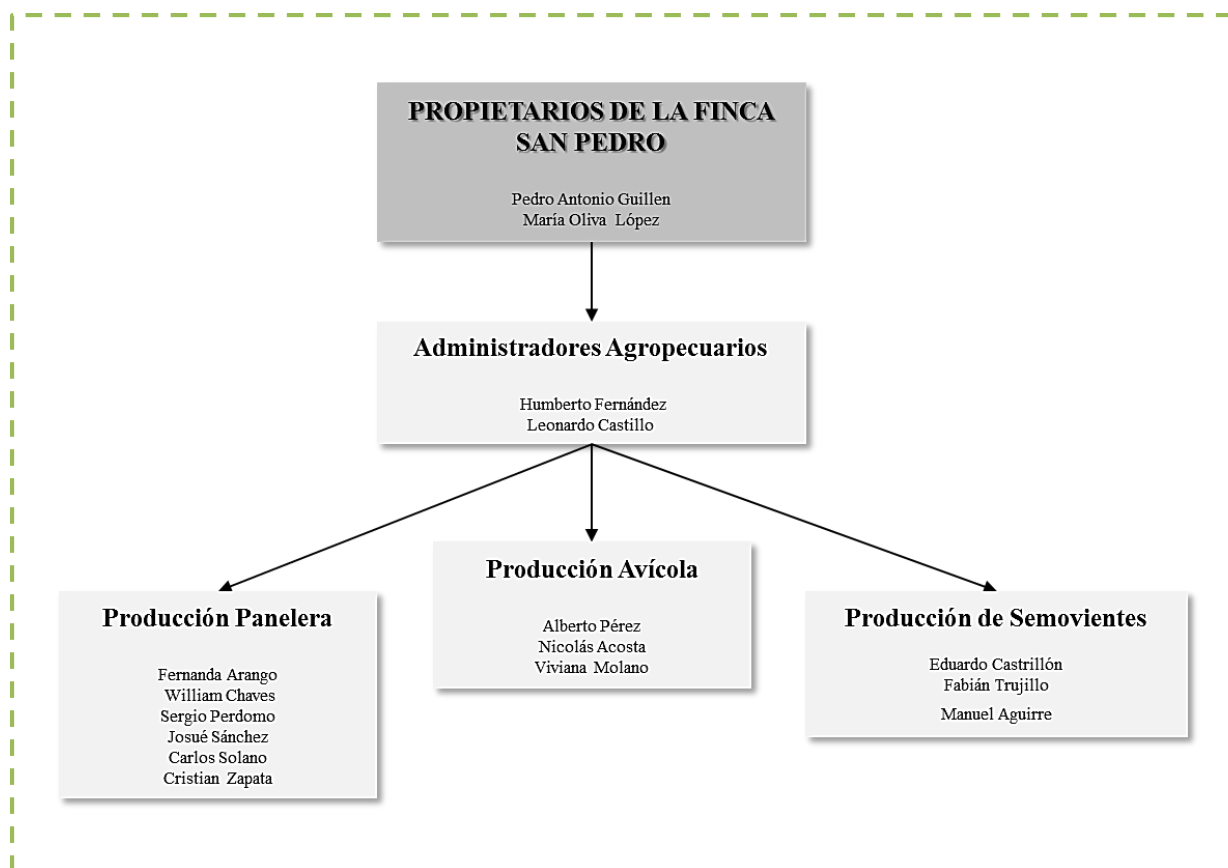 PROPIETARIOS DE LA FINCA
SAN PEDRO
Pedro Antonio Guillen
María Oliva López
Administradores Agropecuarios
Humberto Fernández
Leonardo Castillo
Producción Panelera
Fernanda Arango
William Chaves
Sergio Perdomo
Josué Sánchez
Carlos Solano
Cristian Zapata
Producción Avícola
Alberto Pérez
Nicolás Acosta
Viviana Molano
Producción de Semovientes
Eduardo Castrillón
Fabián Trujillo
Manuel Aguirre